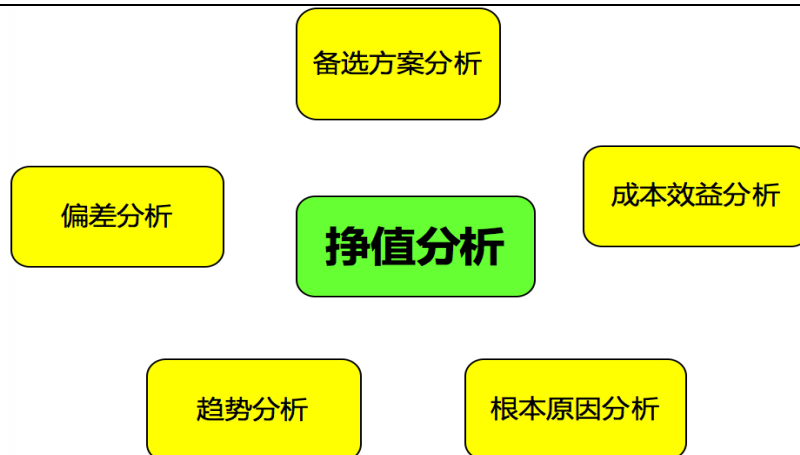 备选方案分析
成本效益分析
偏差分析
挣值分析
趋势分析
根本原因分析